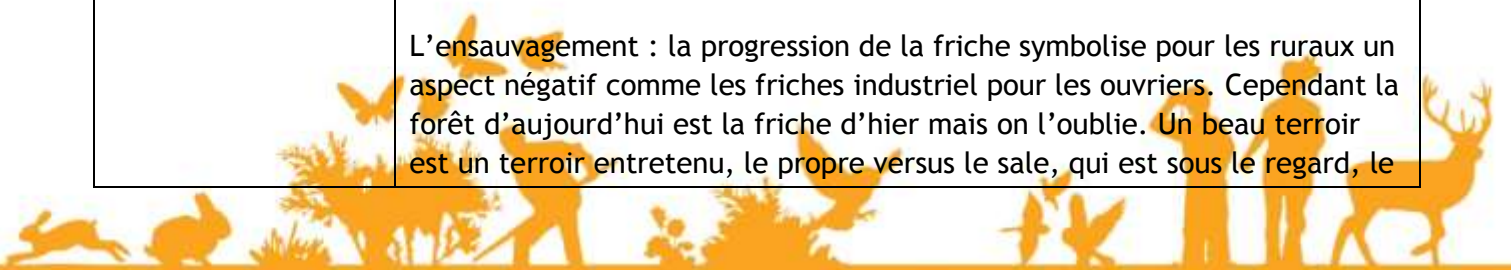 L’ensauvagement : la progression de la friche symbolise pour les ruraux un
aspect négatif comme les friches industriel pour les ouvriers. Cependant la
forêt d’aujourd’hui est la friche d’hier mais on l’oublie. Un beau terroir
est un terroir entretenu, le propre versus le sale, qui est sous le regard, le